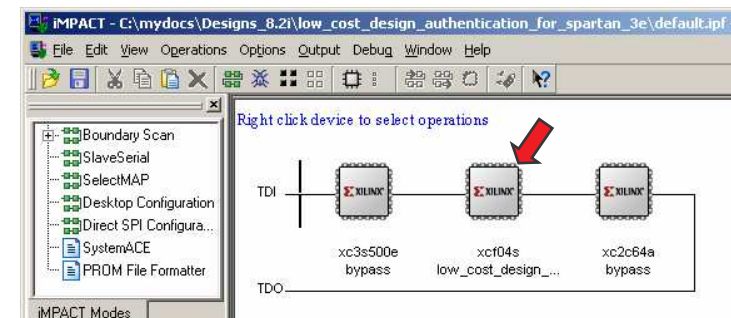 iMPACT - C:\mydocs\Designs_8.2i\low_cost_design_authentication_for_spartan_3e\default.ipf
File Edit View Operations Options Output Debug Window Help
Right click device to select operations
Boundary Scan
SlaveSerial
SelectMAP
Desktop Configuration
Direct SPI Configura...
SystemACE
PROM File Formatter
iMPACT Modes
TDI
XILINX XILINX XILINX
xc3s500e xcf04s xc2c64a
bypass low_cost_design_... bypass
TDO